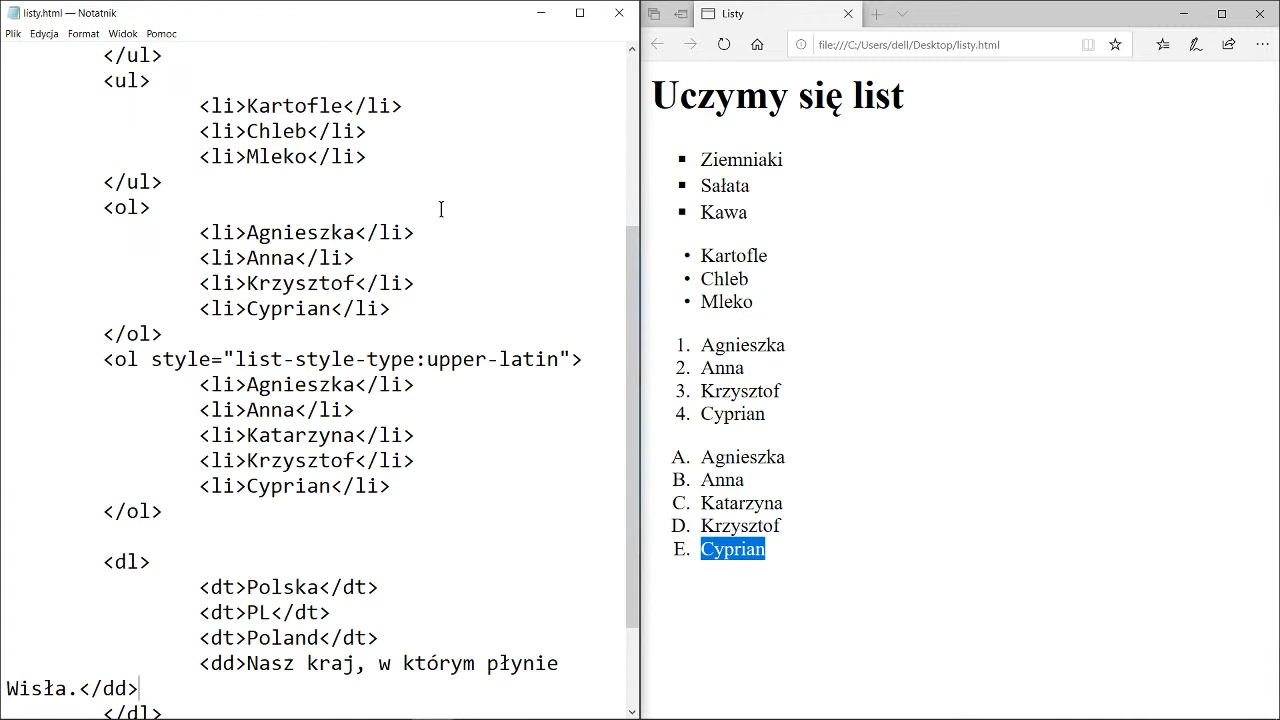 listy.html — Notatnik
Plik Edycja Format Widok Pomoc
</ul>
<ul>
<li>Kartofle</li>
<li>Chleb</li>
<li>Mleko</li>
</ul>
<ol>
<li>Agnieszka</li>
<li>Anna</li>
<li>Krzysztof</li>
<li>Cyprian</li>
</ol>
<ol style="list-style-type:upper-latin">
<li>Agnieszka</li>
<li>Anna</li>
<li>Katarzyna</li>
<li>Krzysztof</li>
<li>Cyprian</li>
</ol>
<dl>
<dt>Polska</dt>
<dt>PL</dt>
<dt>Poland</dt>
<dd>Nasz kraj, w którym płynie
Wisła.</dd>
</dl>
Listy
file:///C:/Users/dell/Desktop/listy.html
Uczymy się list
▪ Ziemniaki
▪ Sałata
▪ Kawa
• Kartofle
• Chleb
• Mleko
1. Agnieszka
2. Anna
3. Krzysztof
4. Cyprian
A. Agnieszka
B. Anna
C. Katarzyna
D. Krzysztof
E. Cyprian